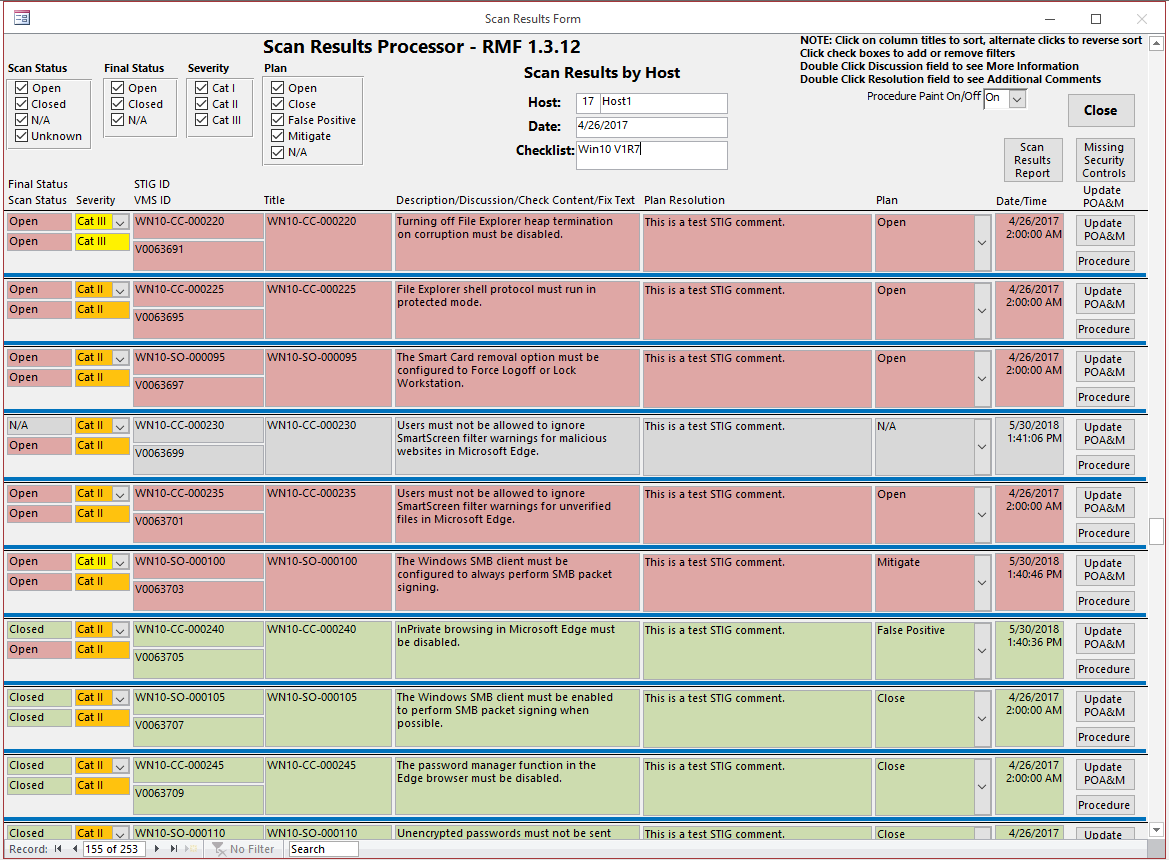 Scan Results Form
Scan Results Processor - RMF 1.3.12
NOTE: Click on column titles to sort, alternate clicks to reverse sort
Click check boxes to add or remove filters
Double Click Discussion field to see More Information
Double Click Resolution field to see Additional Comments
Procedure Paint On/Off On
Close
Scan Status
Open
Closed
N/A
Unknown
Final Status
Open
Closed
N/A
Severity
Cat I
Cat II
Cat III
Plan
Open
Close
False Positive
Mitigate
N/A
Scan Results by Host
Host: 17 Host1
Date: 4/26/2017
Checklist: Win10 V1R7
Scan
Results
Report
Missing
Security
Controls
Final Status STIG ID Update
Scan Status Severity VMS ID Title Description/Discussion/Check Content/Fix Text Plan Resolution Plan Date/Time POA&M
Open Cat III WN10-CC-000220 WN10-CC-000220 Turning off File Explorer heap termination This is a test STIG comment. Open 4/26/2017 Update
Open Cat III on corruption must be disabled. 2:00:00 AM POA&M
V0063691 Procedure
Open Cat II WN10-CC-000225 WN10-CC-000225 File Explorer shell protocol must run in This is a test STIG comment. Open 4/26/2017 Update
Open Cat II protected mode. 2:00:00 AM POA&M
V0063695 Procedure
Open Cat II WN10-SO-000095 WN10-SO-000095 The Smart Card removal option must be This is a test STIG comment. Open 4/26/2017 Update
Open Cat II configured to Force Logoff or Lock 2:00:00 AM POA&M
V0063697 Workstation. Procedure
N/A Cat II WN10-CC-000230 WN10-CC-000230 Users must not be allowed to ignore This is a test STIG comment. N/A 5/30/2018 Update
Open Cat II SmartScreen filter warnings for malicious 1:41:06 PM POA&M
V0063699 websites in Microsoft Edge. Procedure
Open Cat II WN10-CC-000235 WN10-CC-000235 Users must not be allowed to ignore This is a test STIG comment. Open 4/26/2017 Update
Open Cat II SmartScreen filter warnings for unverified 2:00:00 AM POA&M
V0063701 files in Microsoft Edge. Procedure
Open Cat III WN10-SO-000100 WN10-SO-000100 The Windows SMB client must be This is a test STIG comment. Mitigate 5/30/2018 Update
Open Cat II configured to always perform SMB packet 1:40:46 PM POA&M
V0063703 signing. Procedure
Closed Cat II WN10-CC-000240 WN10-CC-000240 InPrivate browsing in Microsoft Edge must This is a test STIG comment. False Positive 5/30/2018 Update
Open Cat II be disabled. 1:40:36 PM POA&M
V0063705 Procedure
Closed Cat II WN10-SO-000105 WN10-SO-000105 The Windows SMB client must be enabled This is a test STIG comment. Close 4/26/2017 Update
Closed Cat II to perform SMB packet signing when 2:00:00 AM POA&M
V0063707 possible. Procedure
Closed Cat II WN10-CC-000245 WN10-CC-000245 The password manager function in the This is a test STIG comment. Close 4/26/2017 Update
Closed Cat II Edge browser must be disabled. 2:00:00 AM POA&M
V0063709 Procedure
Closed Cat II WN10-SO-000110 WN10-SO-000110 Unencrypted passwords must not be sent This is a test STIG comment. Close 4/26/2017 Update
Record: 155 of 253 No Filter Search